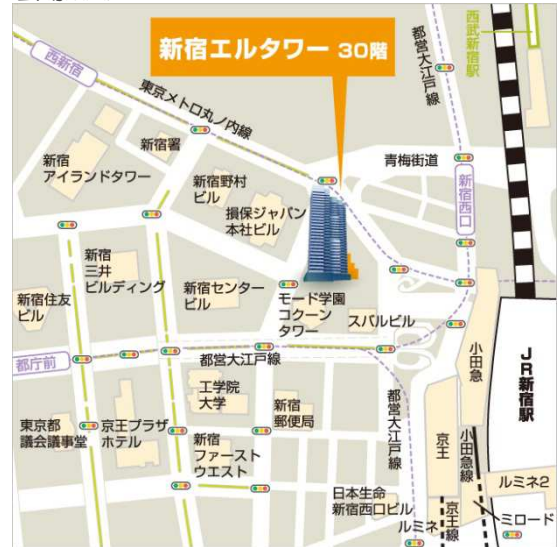 新宿エルタワー 30階
西武新宿駅
西新宿
東京メトロ丸ノ内線
都営大江戸線
新宿署
青梅街道
新宿
アイランドタワー
新宿野村
ビル
損保ジャパン
本社ビル
新宿西口
新宿
三井
ビルディング
新宿センター
ビル
モード学園
コクーン
タワー
スバルビル
新宿住友
ビル
都庁前
都営大江戸線
小田急
JR新宿駅
工学院
大学
新宿
郵便局
都営大江戸線
東京都
議会議事堂
京王プラザ
ホテル
新宿
ファースト
ウエスト
京王
小田急線
日本生命
新宿西口ビル
ルミネ
京王線
ルミネ2
ミロード